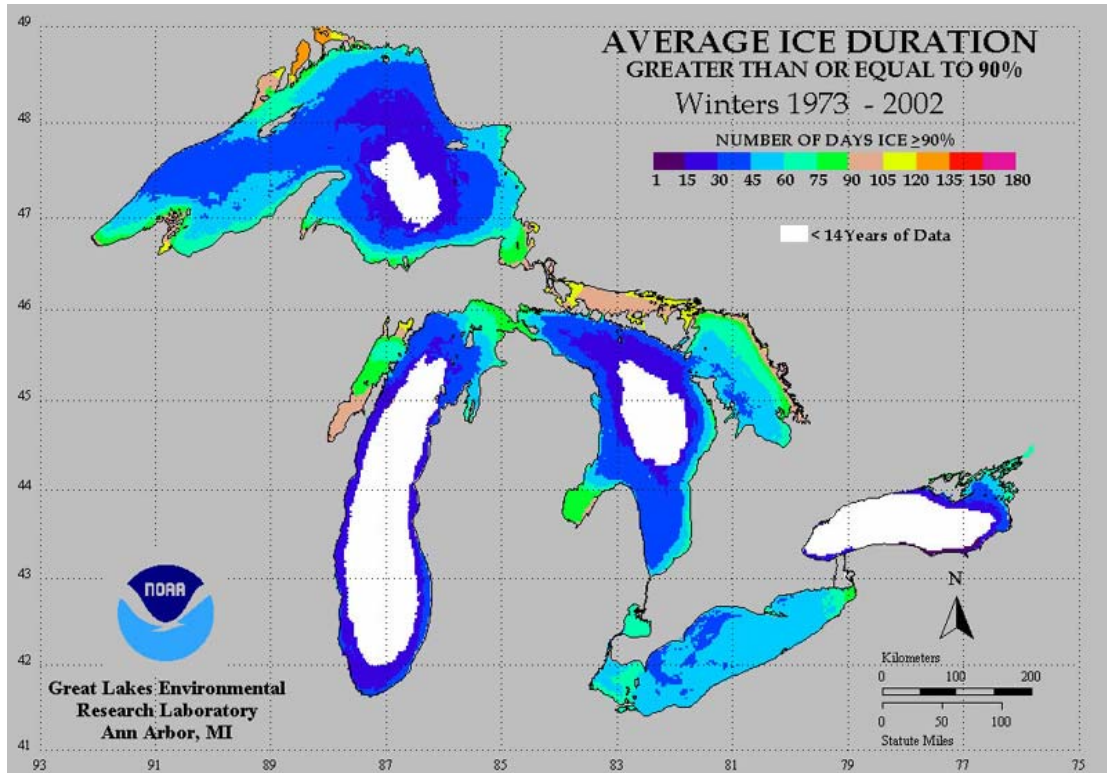 AVERAGE ICE DURATION
GREATER THAN OR EQUAL TO 90%
Winters 1973 - 2002
NUMBER OF DAYS ICE ≥90%
1 15 30 45 60 75 90 105 120 135 150 180
< 14 Years of Data
49
48
47
46
45
44
43
42
41
NOAA
Great Lakes Environmental
Research Laboratory
Ann Arbor, MI
N
Kilometers
0 100 200
0 50 100
Statute Miles
93 91 89 87 85 83 81 79 77 75